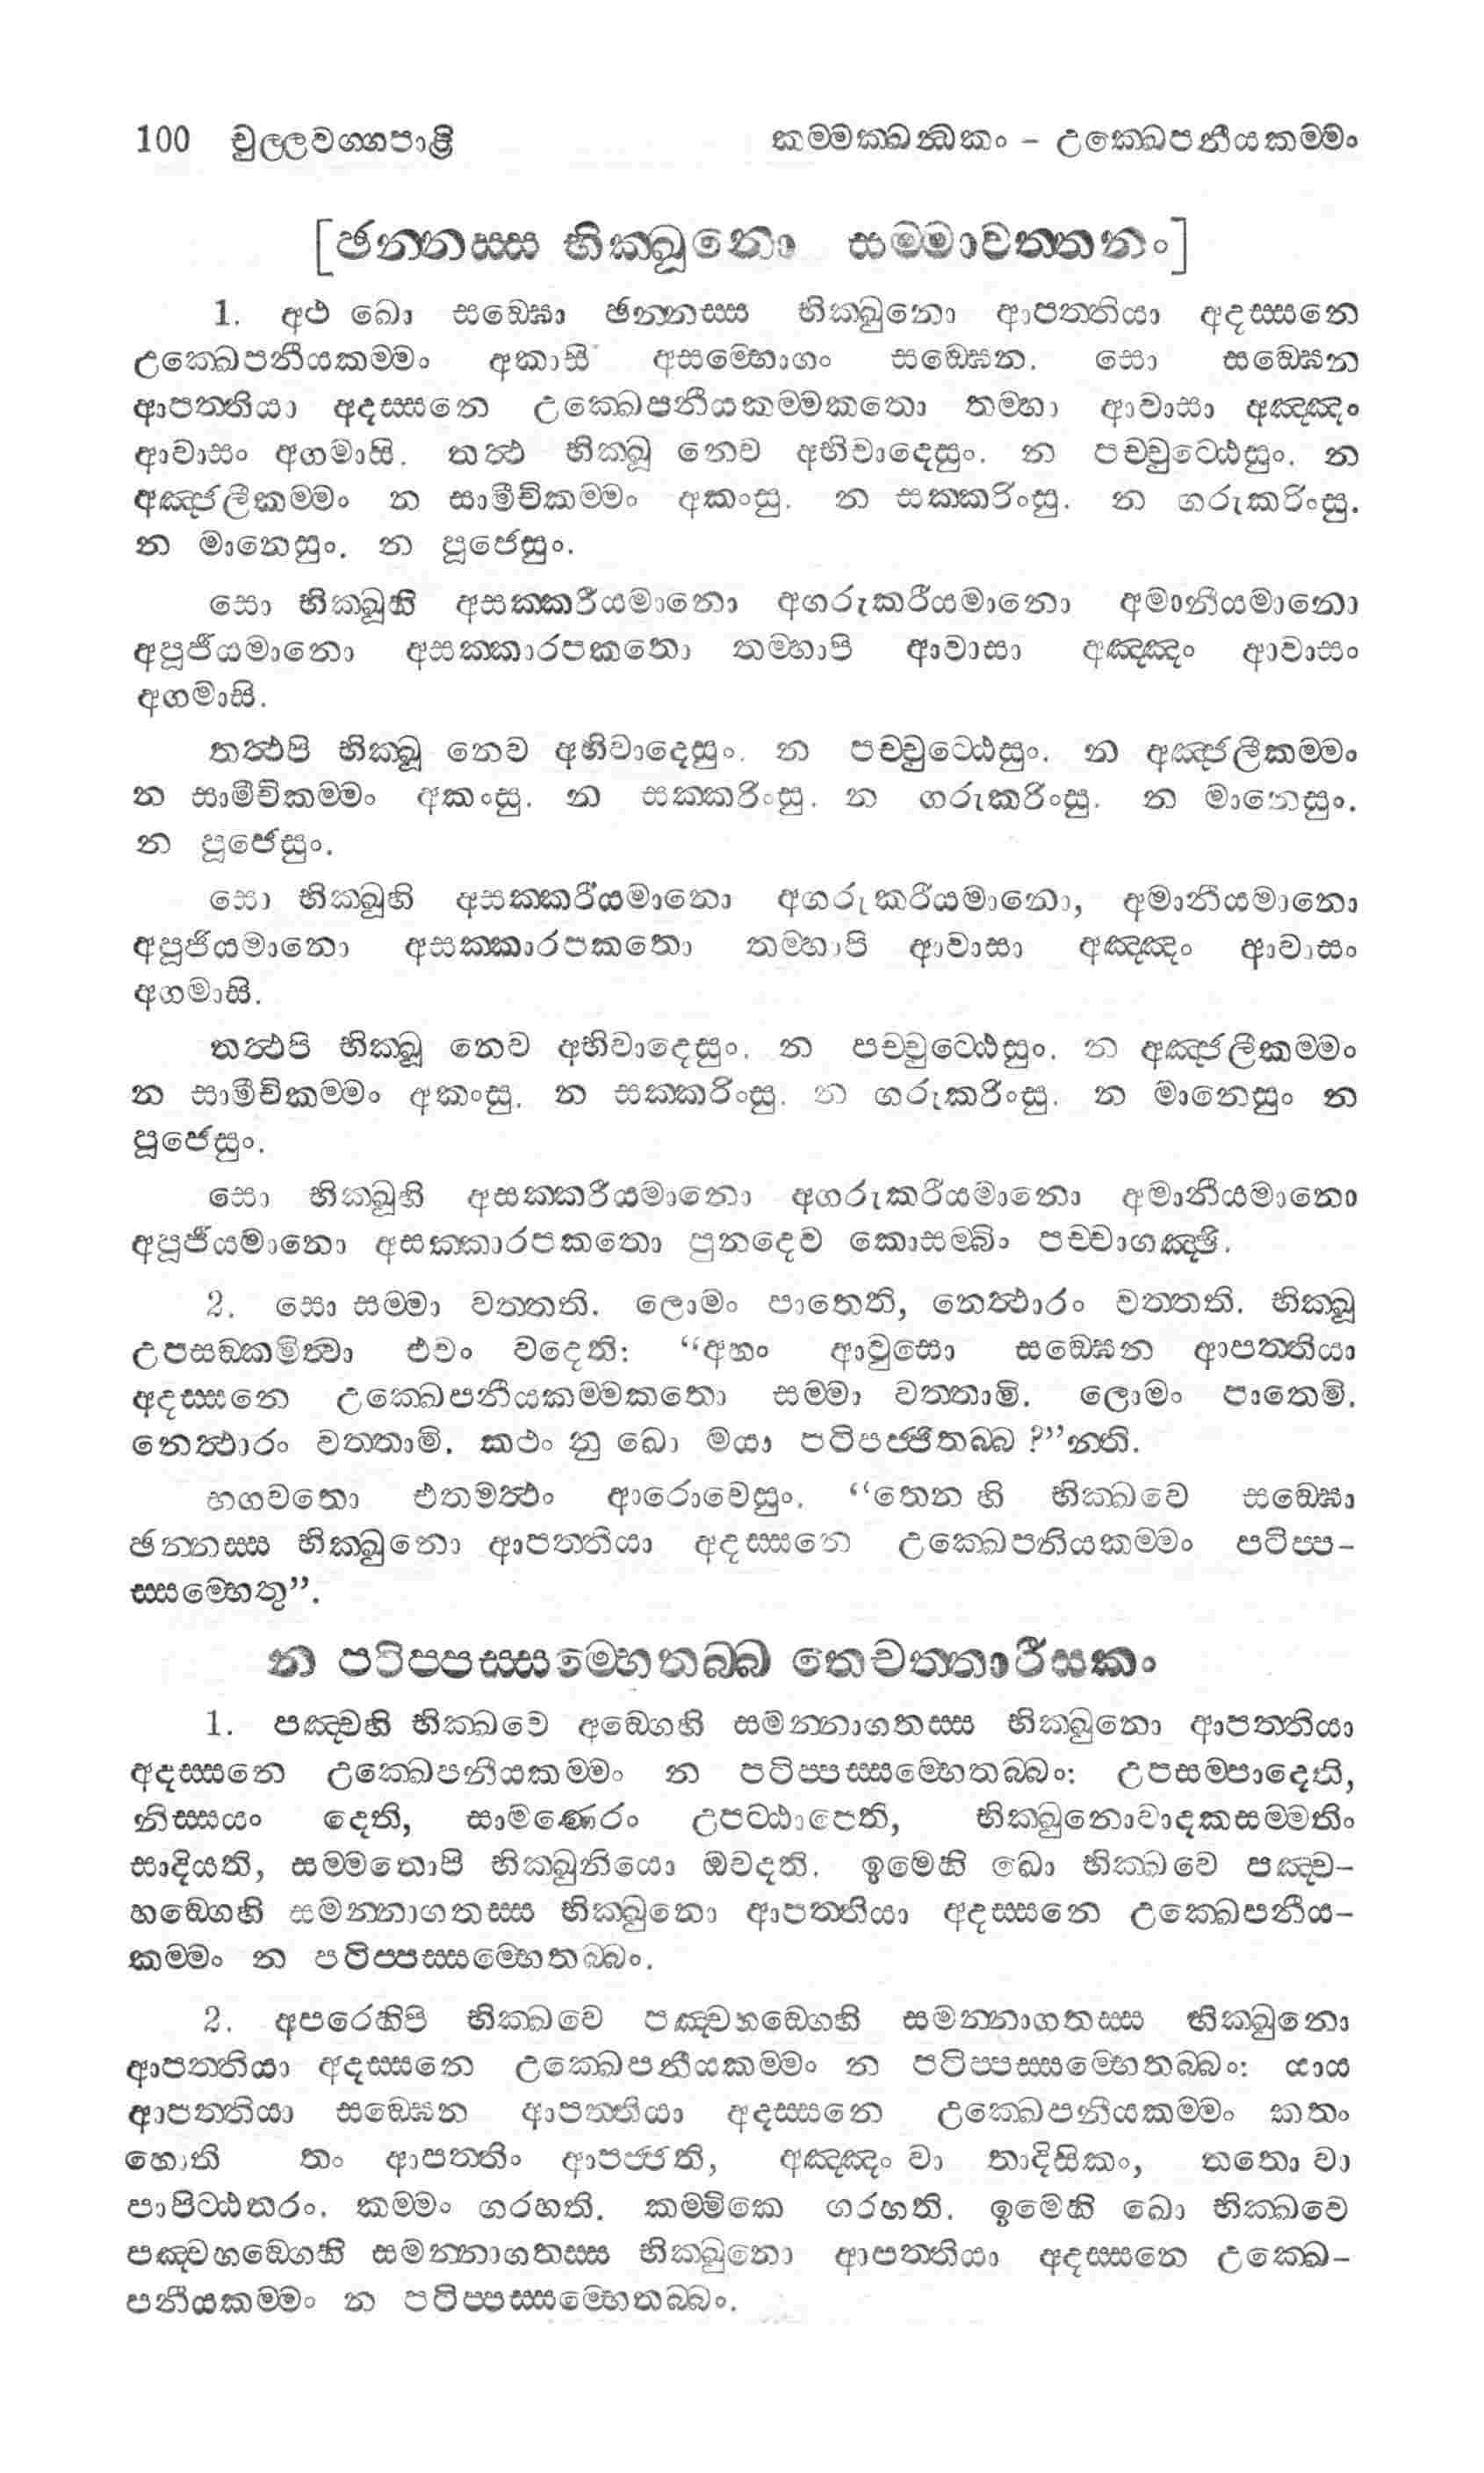 100 චුල්ලවග්ගපාළි කම්මක්ඛන්ධකං – උක්ඛෙපනීයකම්මං
[ඡන්නස්ස භික්ඛූනො සම්මාවත්තනං]
1. අථ ඛො සඞ්ඝො ඡන්නස්ස භික්ඛුනො ආපත්තියා අදස්සනෙ
උක්ඛෙපනීයකම්මං අකාසි අසම්භොගං සඞ්ඝෙන. සො සඞ්ඝෙන
ආපත්තියා අදස්සනෙ උක්ඛෙපනීයකම්මකතො තම්හා ආවාසා අඤ්ඤං
ආවාසං අගමාසි. තත්ථ භික්ඛූ නෙව අභිවාදෙසුං. න පච්චුට්ඨෙසුං. න
අඤ්ජලීකම්මං න සාමීචිකම්මං අකංසු. න සක්කරිංසු. න ගරුකරිංසු.
න මානෙසුං. න පූජෙසුං.
සො භික්ඛූහි අසක්කරීයමානො අගරුකරීයමානො අමානීයමානො
අපූජීයමානො අසක්කාරපකතො තම්හාපි ආවාසා අඤ්ඤං ආවාසං
අගමාසි.
තත්ථපි භික්ඛූ නෙව අභිවාදෙසුං. න පච්චුට්ඨෙසුං. න අඤ්ජලීකම්මං
න සාමීචිකම්මං අකංසු. න සක්කරිංසු. න ගරුකරිංසු. න මානෙසුං.
න පූජෙසුං.
සො භික්ඛූහි අසක්කරීයමානො අගරුකරීයමානො, අමානීයමානො
අපූජියමානො අසක්කාරපකතො තම්හාපි ආවාසා අඤ්ඤං ආවාසං
අගමාසි.
තත්ථපි භික්ඛූ නෙව අභිවාදෙසුං. න පච්චුට්ඨෙසුං. න අඤ්ජලීකම්මං
න සාමීචිකම්මං අකංසු. න සක්කරිංසු. න ගරුකරිංසු. න මානෙසුං න
පූජෙසුං.
සො භික්ඛූහි අසක්කරීයමානො අගරුකරීයමානො අමානීයමානො
අපූජීයමානො අසක්කාරපකතො පුනදෙව කොසම්බිං පච්චාගඤ්ඡි.
2. සො සම්මා වත්තති. ලොමං පාතෙති, නෙත්ථාරං වත්තති. භික්ඛූ
උපසඞ්කමිත්වා එවං වදෙති: “අහං ආවුසො සඞ්ඝෙන ආපත්තියා
අදස්සනෙ උක්ඛෙපනීයකම්මකතො සම්මා වත්තාමි. ලොමං පාතෙමි.
නෙත්ථාරං වත්තාමි. කථං නු ඛො මයා පටිපජ්ජිතබ්බ ?”න්ති.
භගවතො එතමත්ථං ආරොචෙසුං. “තෙන හි භික්ඛවෙ සඞ්ඝො
ඡන්නස්ස භික්ඛුනො ආපත්තියා අදස්සනෙ උක්ඛෙපනියකම්මං පටිප්ප–
ස්සම්භෙතු”.
න පටිප්පස්සම්භෙතබ්බ තෙචත්තාරීසකං
1. පඤ්චහි භික්ඛවෙ අඞ්ගෙහි සමන්නාගතස්ස භික්ඛුනො ආපත්තියා
අදස්සනෙ උක්ඛෙපනීයකම්මං න පටිප්පස්සම්භෙතබ්බං: උපසම්පාදෙති,
නිස්සයං දෙති, සාමණෙරං උපට්ඨාපෙති, භික්ඛුනොවාදකසම්මතිං
සාදියති, සම්මතොපි භික්ඛුනියො ඔවදති. ඉමෙහි ඛො භික්ඛවෙ පඤ්ච–
හඞ්ගෙහි සමන්නාගතස්ස භික්ඛුනො ආපත්තියා අදස්සනෙ උක්ඛෙපනීය–
කම්මං න පටිප්පස්සම්භෙතබ්බං.
2. අපරෙහිපි භික්ඛවෙ පඤ්චහඞ්ගෙහි සමන්නාගතස්ස භික්ඛුනො
ආපත්තියා අදස්සනෙ උක්ඛෙපනීයකම්මං න පටිප්පස්සම්භෙතබ්බං: යාය
ආපත්තියා සඞ්ඝෙන ආපත්තියා අදස්සනෙ උක්ඛෙපනීයකම්මං කතං
හොති තං ආපත්තිං ආපජ්ජති, අඤ්ඤං වා තාදිසිකං, තතො වා
පාපිට්ඨතරං. කම්මං ගරහති. කම්මිකෙ ගරහති. ඉමෙහි ඛො භික්ඛවෙ
පඤ්චහඞ්ගෙහි සමන්නාගතස්ස භික්ඛුනො ආපත්තියා අදස්සනෙ උක්ඛෙ–
පනීයකම්මං න පටිප්පස්සම්භෙතබ්බං.